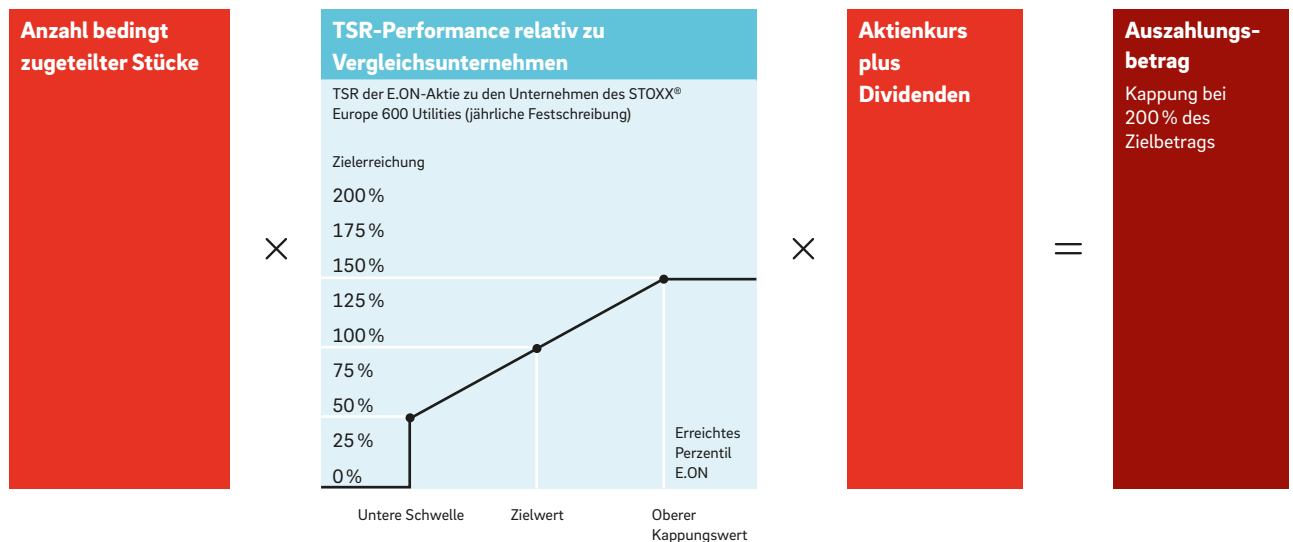 Anzahl bedingt
zugeteilter Stücke
×
TSR-Performance relativ zu
Vergleichsunternehmen
TSR der E.ON-Aktie zu den Unternehmen des STOXX®
Europe 600 Utilities (jährliche Festschreibung)
Zielerreichung
200 %
175 %
150 %
125 %
100 %
75 %
50 %
25 %
0 %
Erreichtes
Perzentil
E.ON
Untere Schwelle
Zielwert
Oberer
Kappungswert
×
Aktienkurs
plus
Dividenden
=
Auszahlungs-
betrag
Kappung bei
200 % des
Zielbetrags